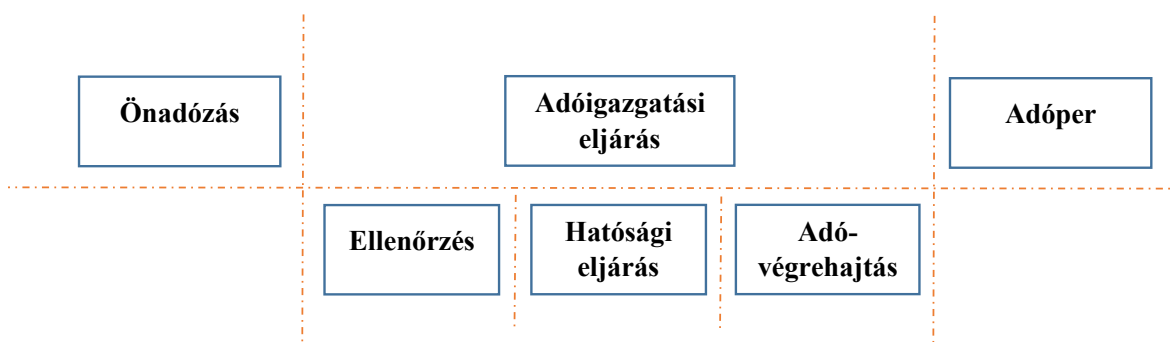 Önadózás
Adóigazgatási
eljárás
Adóper
Ellenőrzés
Hatósági
eljárás
Adó-
végrehajtás